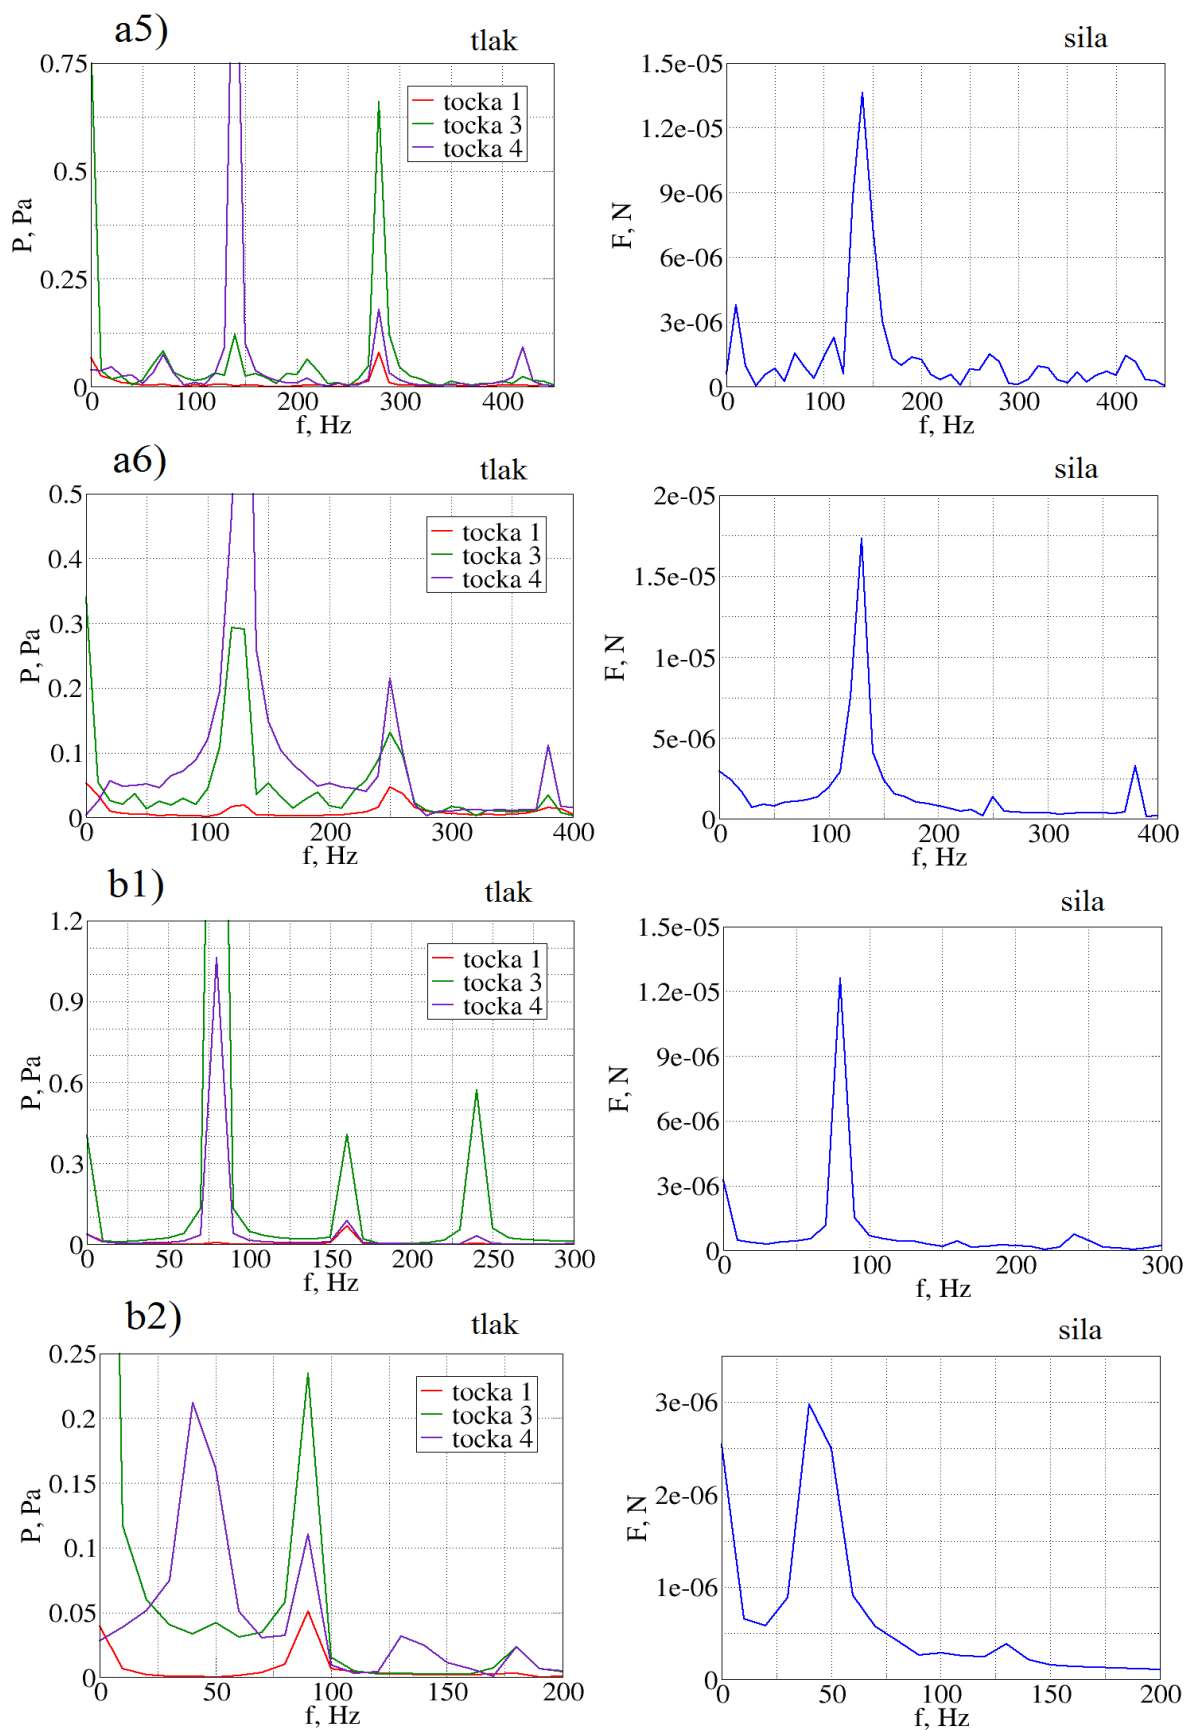 a5)
tlak
sila
0.75
0.5
0.25
0
P, Pa
tocka 1
tocka 3
tocka 4
0 100 200 300 400
f, Hz
1.5e-05
1.2e-05
9e-06
6e-06
3e-06
0
F, N
0 100 200 300 400
f, Hz
a6)
tlak
sila
0.5
0.4
0.3
0.2
0.1
0
P, Pa
tocka 1
tocka 3
tocka 4
0 100 200 300 400
f, Hz
2e-05
1.5e-05
1e-05
5e-06
0
F, N
0 100 200 300 400
f, Hz
b1)
tlak
sila
1.2
0.9
0.6
0.3
0
P, Pa
tocka 1
tocka 3
tocka 4
0 50 100 150 200 250 300
f, Hz
1.5e-05
1.2e-05
9e-06
6e-06
3e-06
0
F, N
0 100 200 300
f, Hz
b2)
tlak
sila
0.25
0.2
0.15
0.1
0.05
0
P, Pa
tocka 1
tocka 3
tocka 4
0 50 100 150 200
f, Hz
3e-06
2e-06
1e-06
0
F, N
0 50 100 150 200
f, Hz